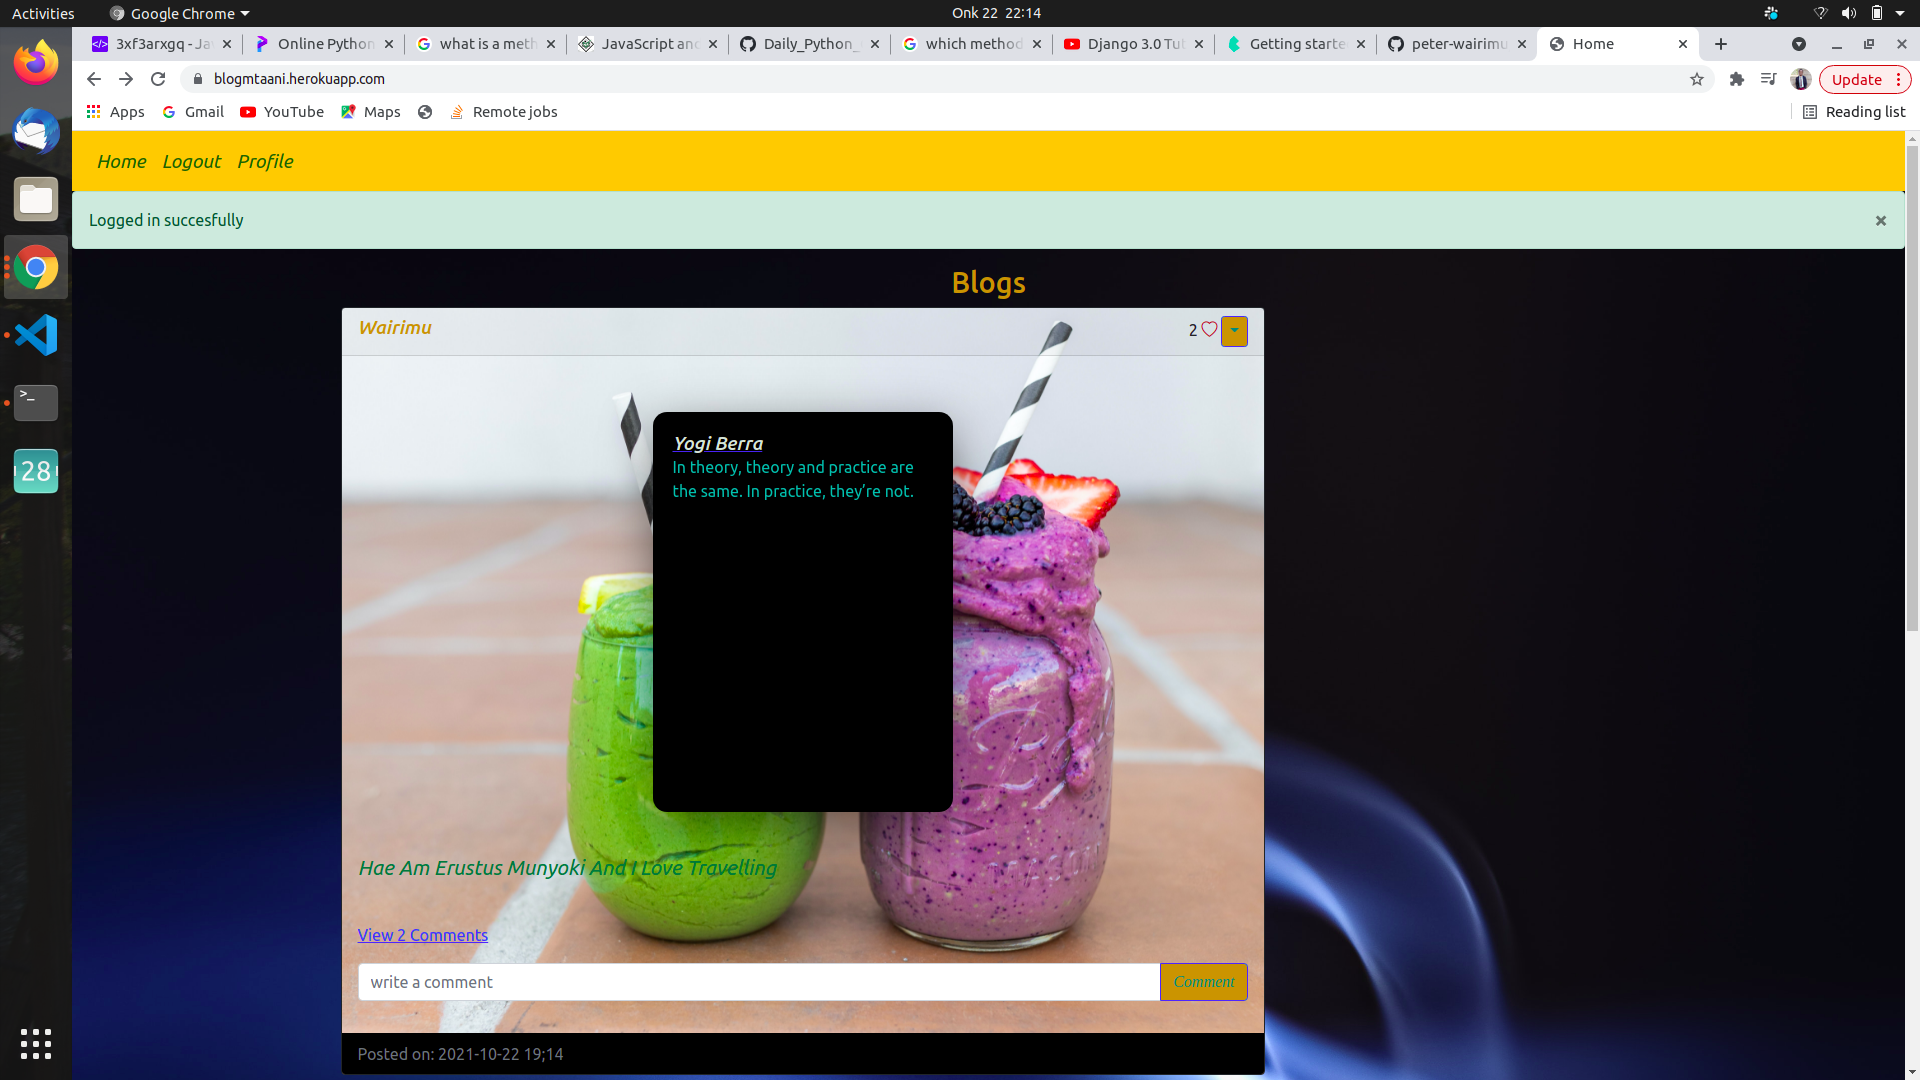 Activities
Google Chrome
Onk 22 22:14
3xf3arxgq - Ja
Online Python
what is a meth
JavaScript and
Daily_Python_
which method
Django 3.0 Tut
Getting starte
peter-wairimu
Home
blogmtaani.herokuapp.com
Update
Apps
Gmail
YouTube
Maps
Remote jobs
Reading list
Home Logout Profile
Logged in succesfully
×
Blogs
Wairimu
2
Yogi Berra
In theory, theory and practice are
the same. In practice, they’re not.
Hae Am Erustus Munyoki And I Love Travelling
View 2 Comments
write a comment
Comment
Posted on: 2021-10-22 19;14
>_
28